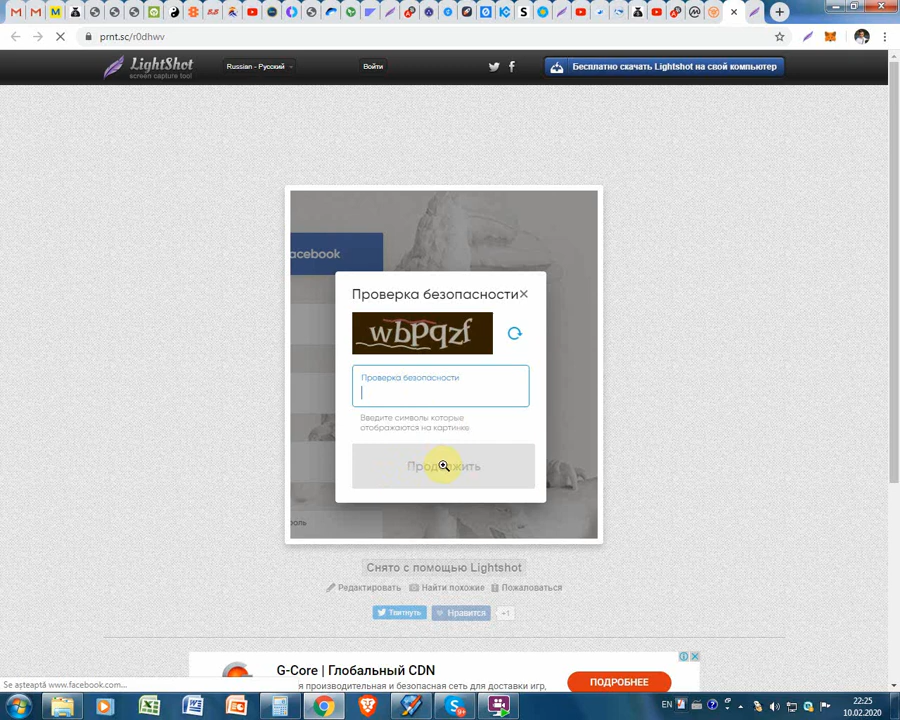 prnt.sc/r0dhwv
LightShot
screen capture tool
Russian - Русский
Войти
Бесплатно скачать Lightshot на свой компьютер
acebook
Проверка безопасности
wbpqzf
Проверка безопасности
Введите символы которые
отображаются на картинке
Продолжить
роль
Снято с помощью Lightshot
Редактировать
Найти похожие
Пожаловаться
Твитнуть
Нравится
+1
G-Core | Глобальный CDN
я производительная и безопасная сеть для доставки игр,
ПОДРОБНЕЕ
Se așteaptă www.facebook.com...
EN
22:25
10.02.2020